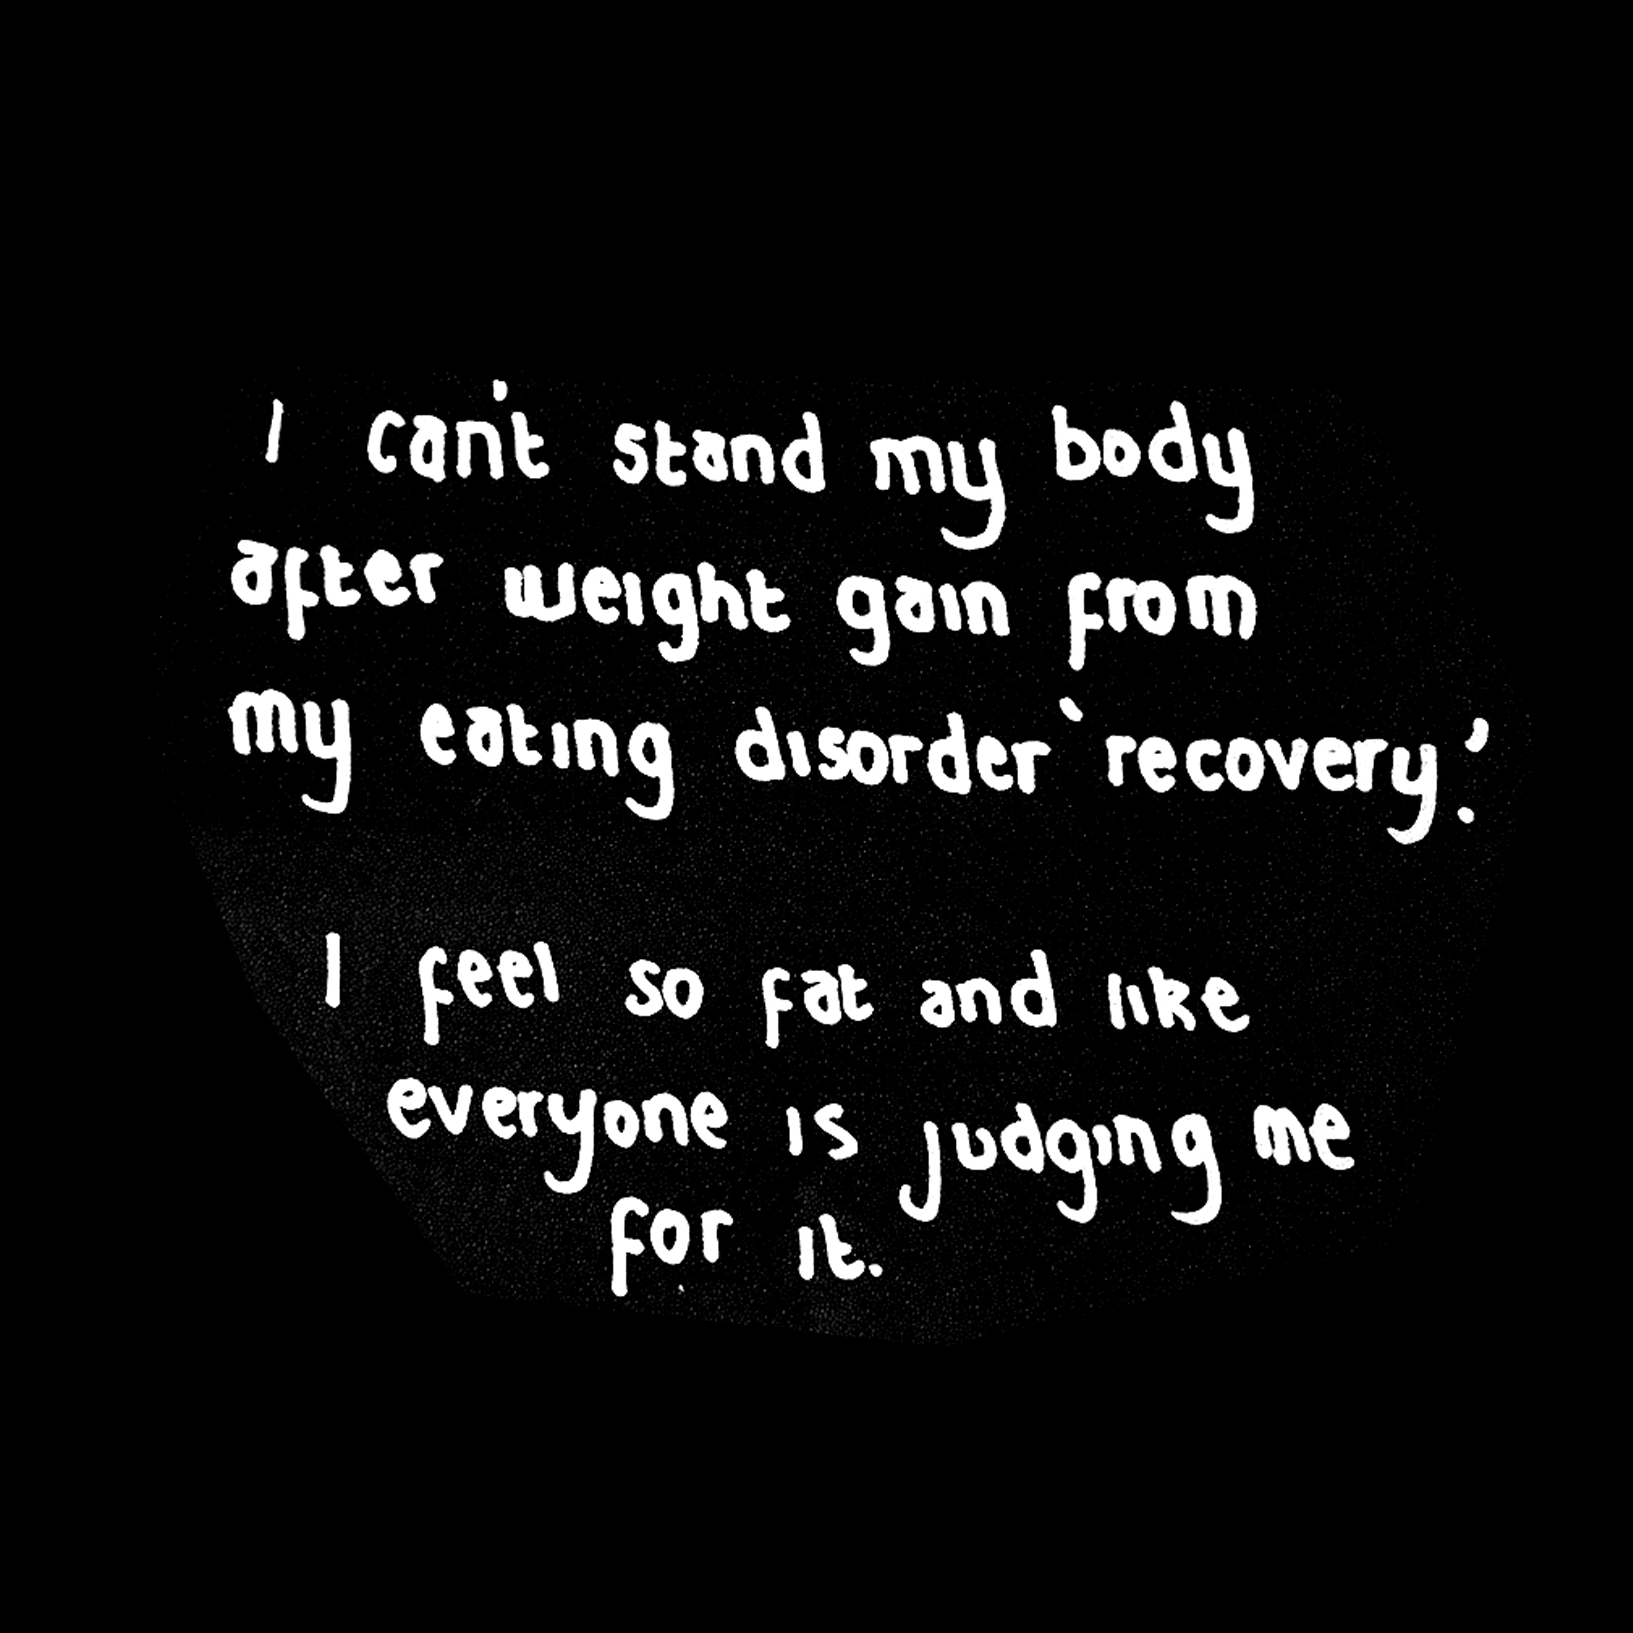 I can't stand my body
after weight gain from
my eating disorder 'recovery.'
I feel so fat and like
everyone is judging me
for it.